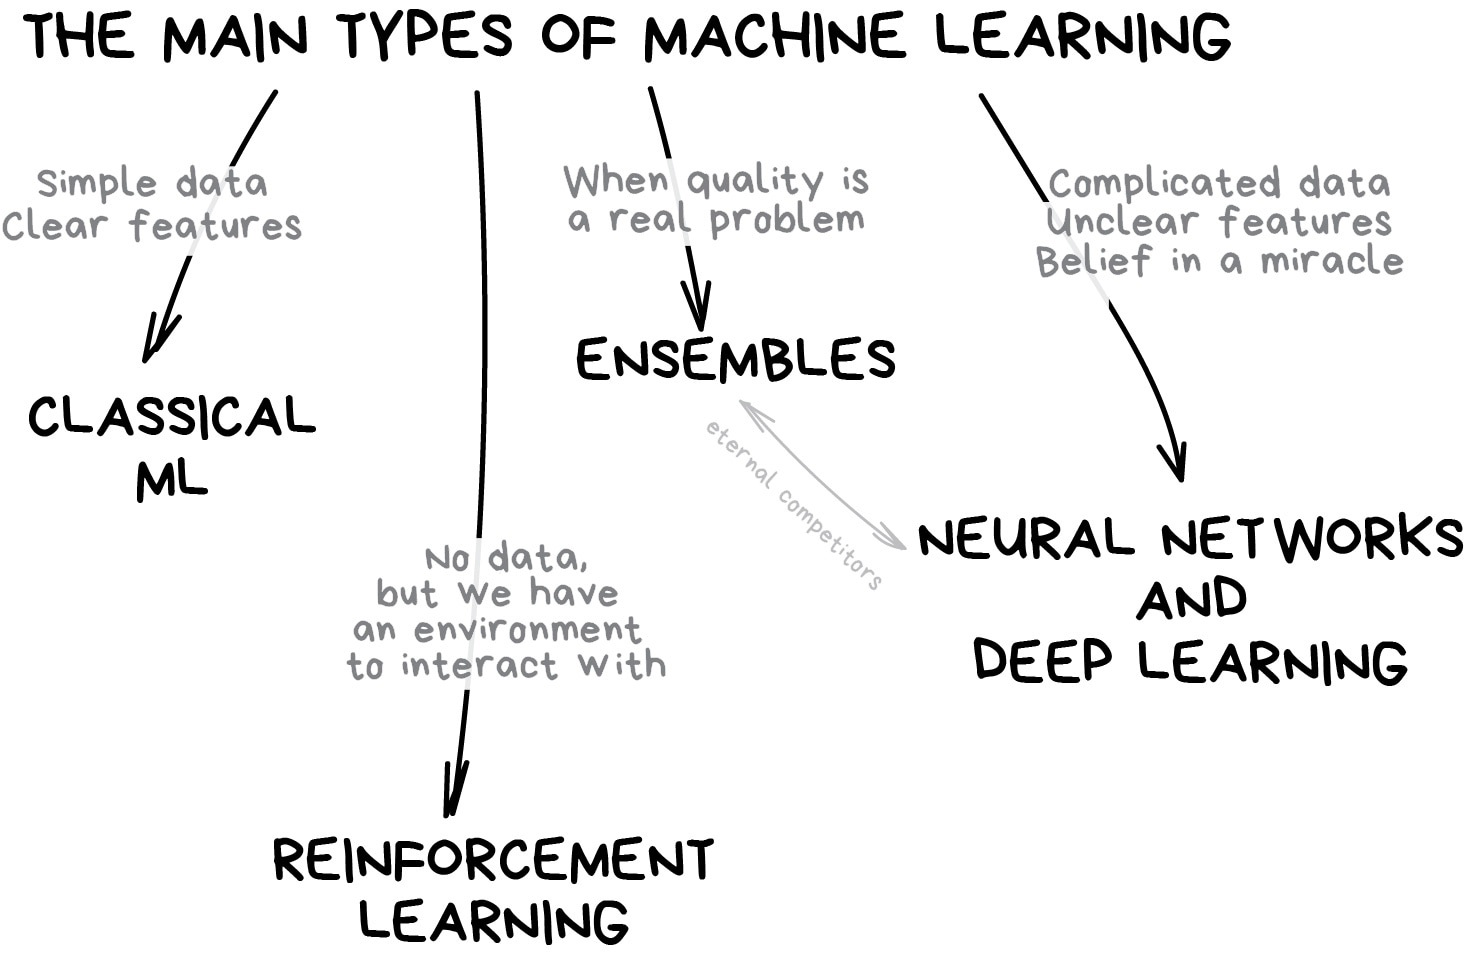 THE MAIN TYPES OF MACHINE LEARNING
Simple data
Clear features
CLASSICAL
ML
No data,
but we have
an environment
to interact with
REINFORCEMENT
LEARNING
When quality is
a real problem
ENSEMBLES
eternal competitors
Complicated data
Unclear features
Belief in a miracle
NEURAL NETWORKS
AND
DEEP LEARNING